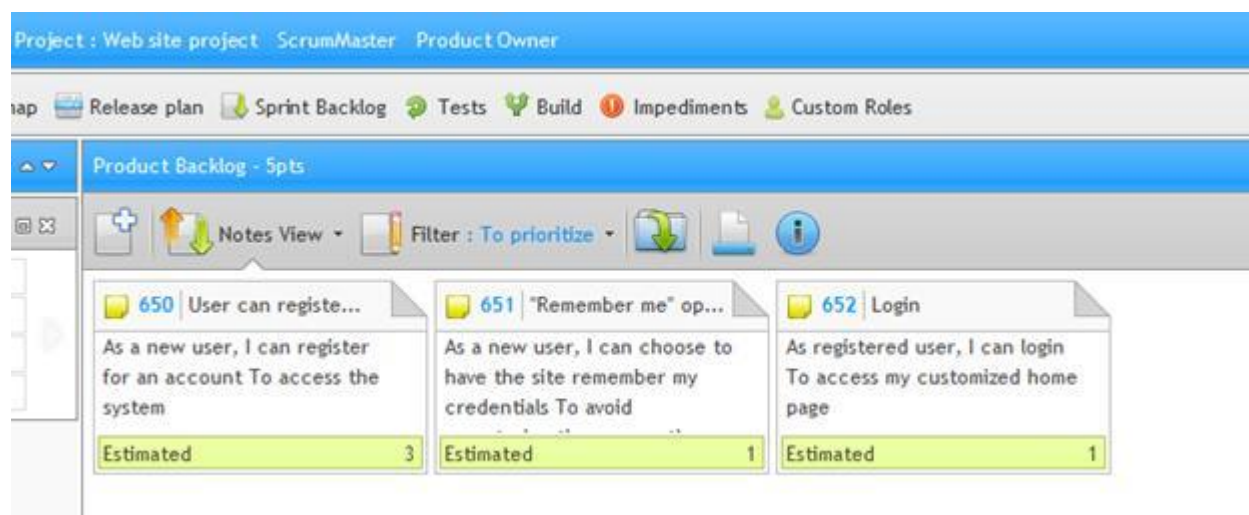 Project : Web site project ScrumMaster Product Owner
Release plan Sprint Backlog Tests Build Impediments Custom Roles
Product Backlog - 5pts
Notes View Filter : To prioritize
650 User can registe...
As a new user, I can register
for an account To access the
system
Estimated 3
651 "Remember me" op...
As a new user, I can choose to
have the site remember my
credentials To avoid
Estimated 1
652 Login
As registered user, I can login
To access my customized home
page
Estimated 1